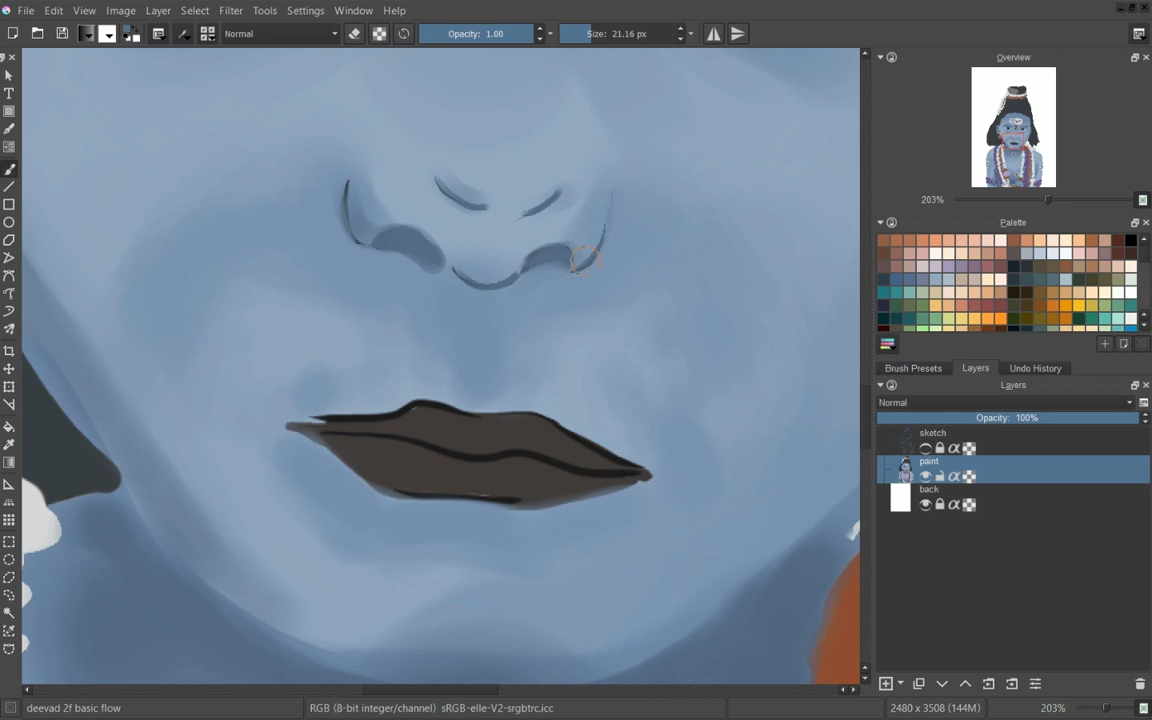 File Edit View Image Layer Select Filter Tools Settings Window Help
Normal Opacity: 1.00 Size: 21.16 px
Overview
203%
Palette
Brush Presets Layers Undo History
Layers
Normal
Opacity: 100%
sketch
paint
back
deevad 2f basic flow RGB (8-bit integer/channel) sRGB-elle-V2-srgbtrc.icc 2480 x 3508 (144M) 203%